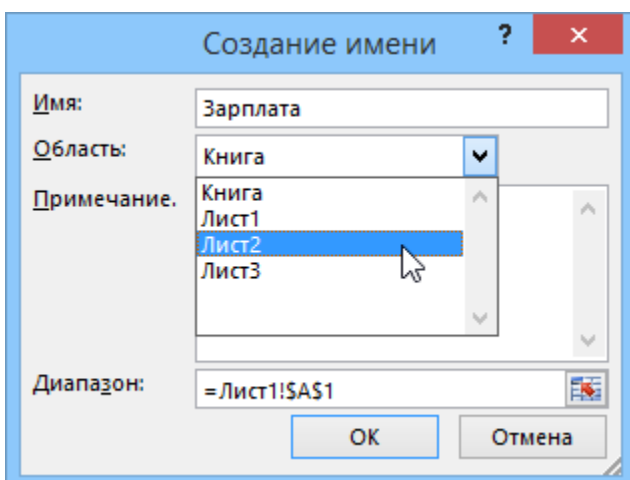 Создание имени ? ×
Имя: Зарплата
Область: Книга
Примечание.
Книга
Лист1
Лист2
Лист3
Диапазон: =Лист1!$A$1
ОК Отмена